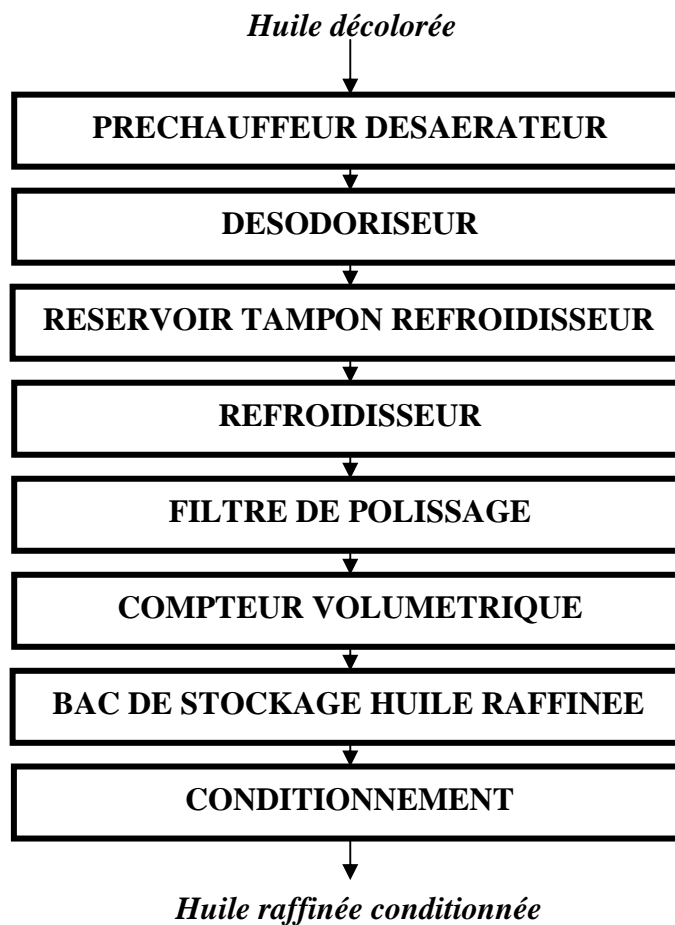 Huile décolorée
PRECHAUFFEUR DESAERATEUR
DESODORISEUR
RESERVOIR TAMPON REFROIDISSEUR
REFROIDISSEUR
FILTRE DE POLISSAGE
COMPTEUR VOLUMETRIQUE
BAC DE STOCKAGE HUILE RAFFINEE
CONDITIONNEMENT
Huile raffinée conditionnée